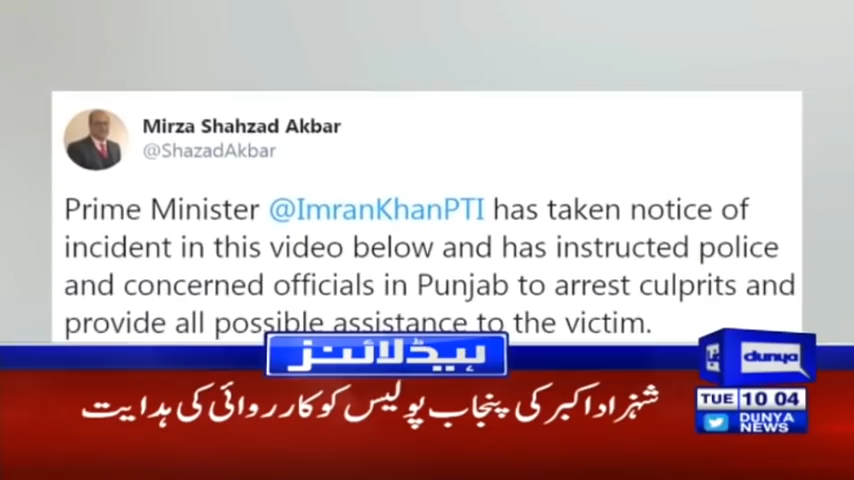 Mirza Shahzad Akbar
@ShazadAkbar
Prime Minister @ImranKhanPTI has taken notice of
incident in this video below and has instructed police
and concerned officials in Punjab to arrest culprits and
provide all possible assistance to the victim.
ہیڈلائنز
شہزاد اکبر کی پنجاب پولیس کو کارروائی کی ہدایت
dunya
TUE 10 04
DUNYA
NEWS